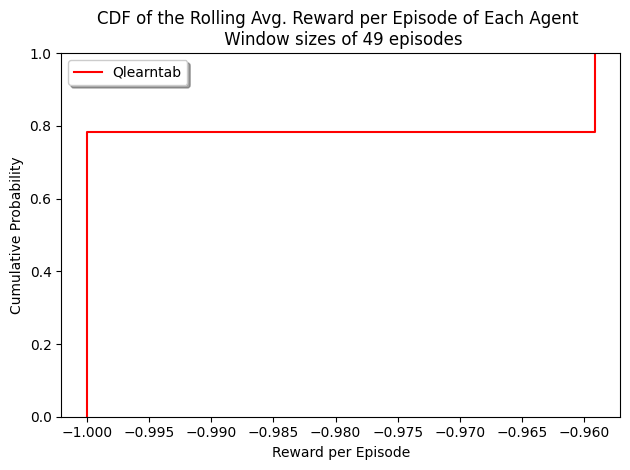 CDF of the Rolling Avg. Reward per Episode of Each Agent
Window sizes of 49 episodes
Qlearntab
Cumulative Probability
1.0
0.8
0.6
0.4
0.2
0.0
−1.000 −0.995 −0.990 −0.985 −0.980 −0.975 −0.970 −0.965 −0.960
Reward per Episode